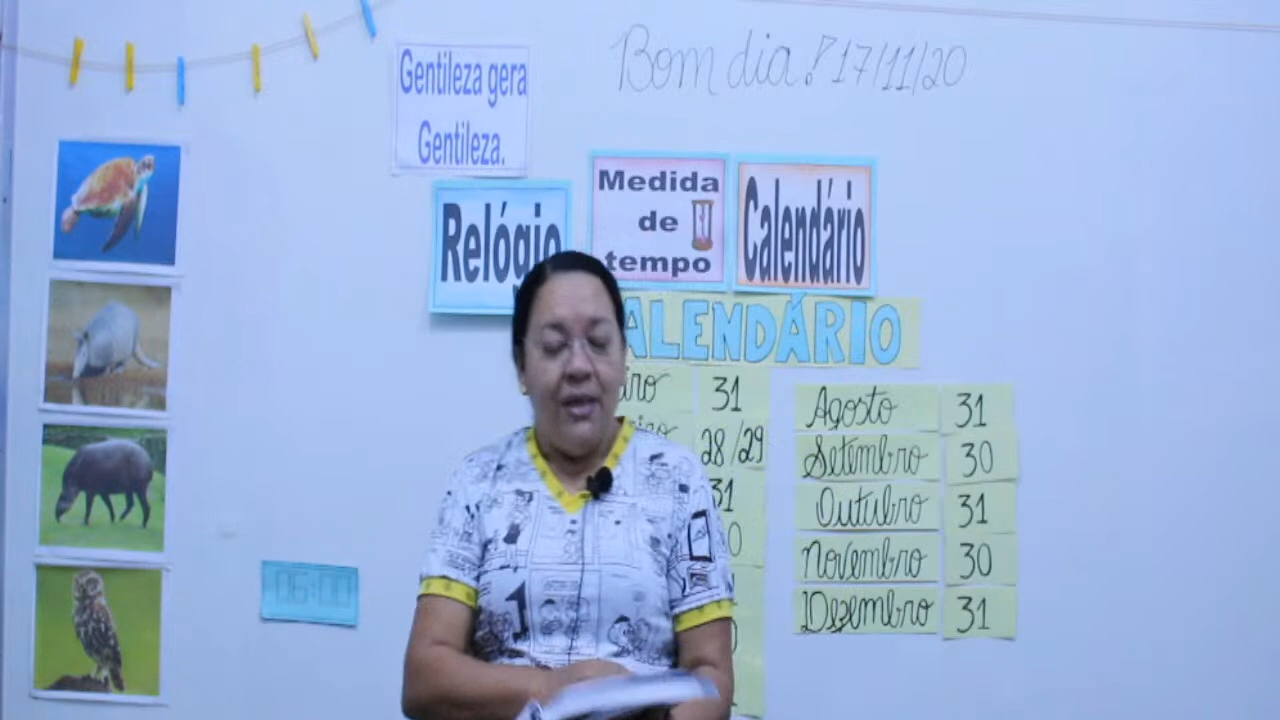 Bom dia! 17/11/20
Gentileza gera
Gentileza.
Relógio
Medida
de
tempo
Calendário
CALENDÁRIO
31
28/29
31
Agosto 31
Setembro 30
Outubro 31
Novembro 30
Dezembro 31
06:00